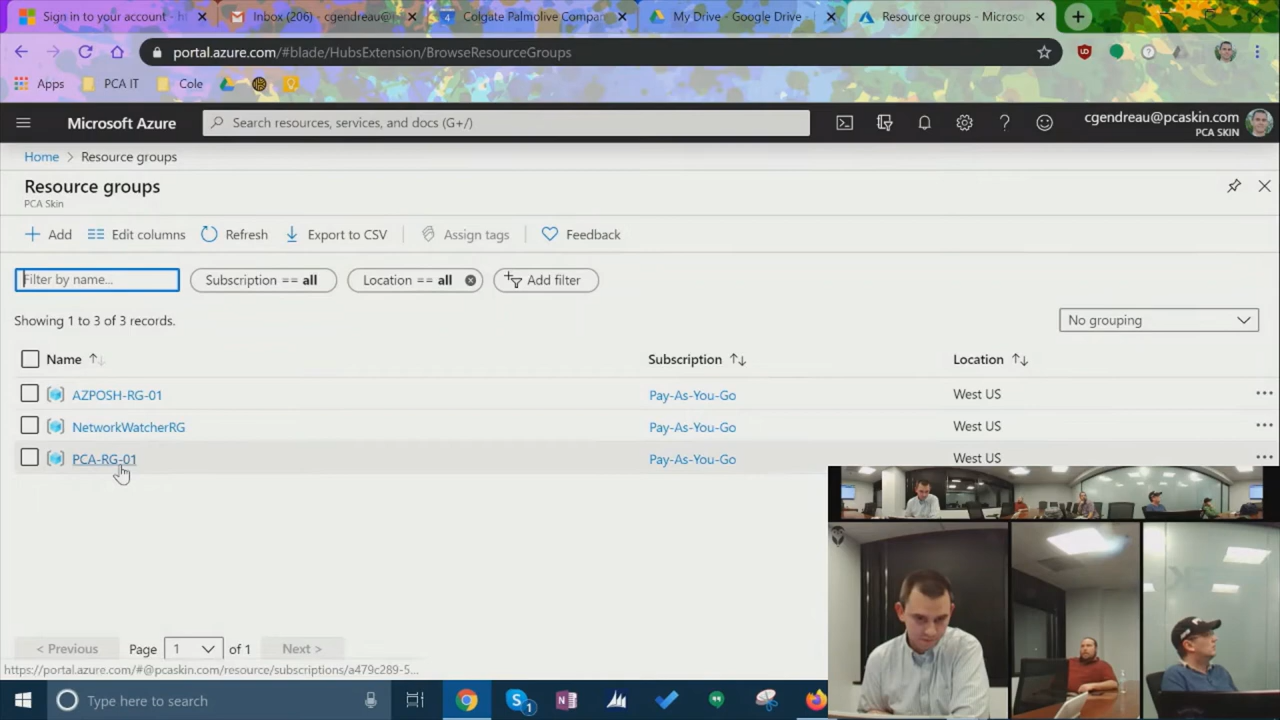 Sign in to your account - h
Inbox (206) - cgendreau@pcaskin
Colgate Palmolive Compan
My Drive - Google Drive -
Resource groups - Microso
portal.azure.com/#blade/HubsExtension/BrowseResourceGroups
Apps PCA IT Cole
Microsoft Azure
Search resources, services, and docs (G+/)
cgendreau@pcaskin.com
PCA SKIN
Home > Resource groups
Resource groups
PCA Skin
Add Edit columns Refresh Export to CSV Assign tags Feedback
Filter by name... Subscription == all Location == all Add filter
Showing 1 to 3 of 3 records.
No grouping
Name Subscription Location
AZPOSH-RG-01 Pay-As-You-Go West US
NetworkWatcherRG Pay-As-You-Go West US
PCA-RG-01 Pay-As-You-Go West US
< Previous Page 1 of 1 Next >
https://portal.azure.com/#@pcaskin.com/resource/subscriptions/a479c289-5...
Type here to search